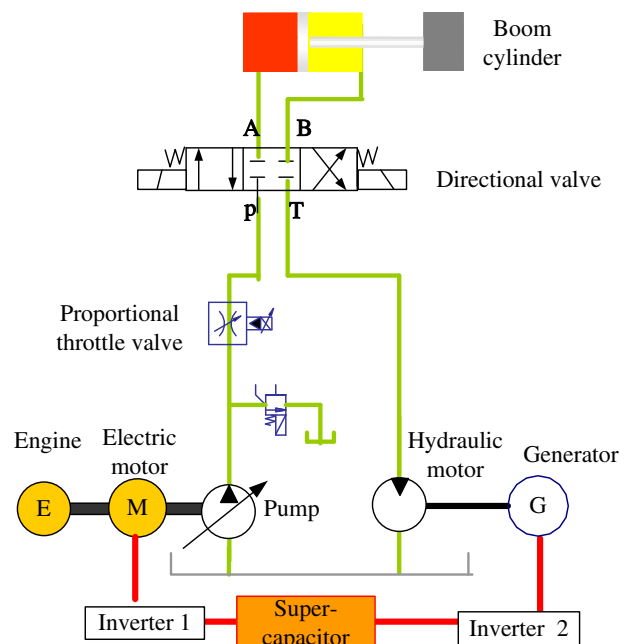 Boom
cylinder
A B
Directional valve
p T
Proportional
throttle valve
Engine
Electric
motor
Hydraulic
motor
Generator
E
M
Pump
G
Inverter 1
Super-
capacitor
Inverter 2